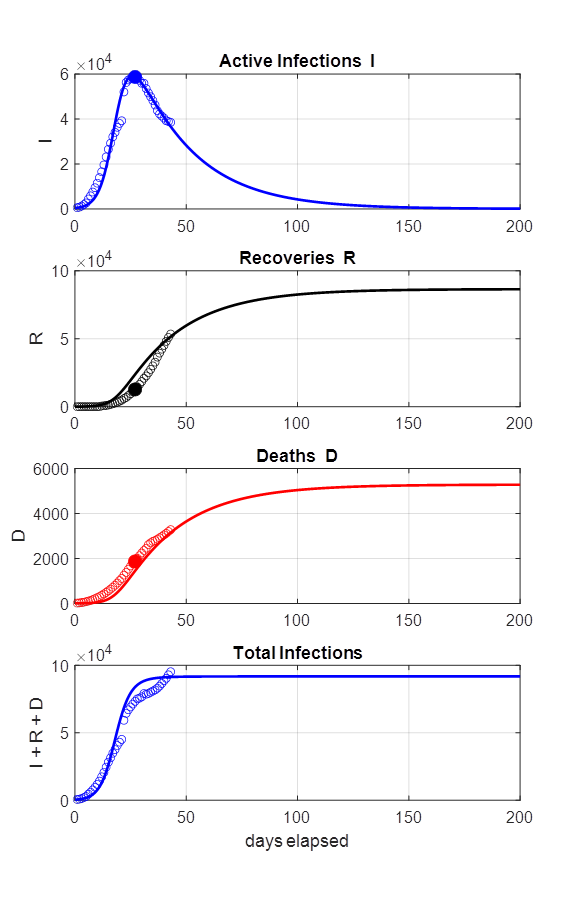 Active Infections I
×10⁴
6
4
2
0
I
0 50 100 150 200
Recoveries R
×10⁴
10
5
0
R
0 50 100 150 200
Deaths D
6000
4000
2000
0
D
0 50 100 150 200
Total Infections
×10⁴
10
5
0
I + R + D
0 50 100 150 200
days elapsed